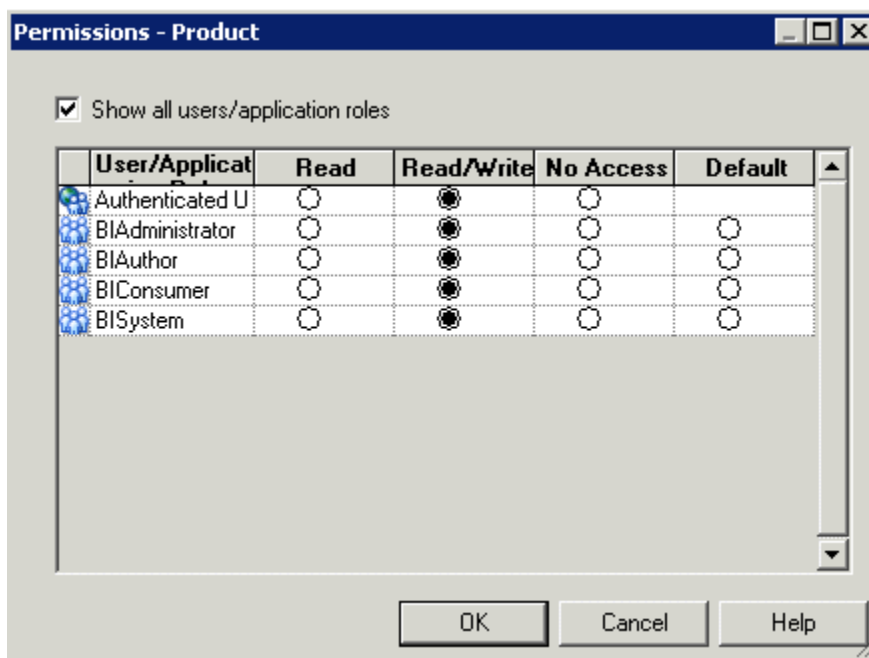 Permissions - Product
Show all users/application roles
User/Applicat Read Read/Write No Access Default
Authenticated U
BIAdministrator
BIAuthor
BIConsumer
BISystem
OK Cancel Help